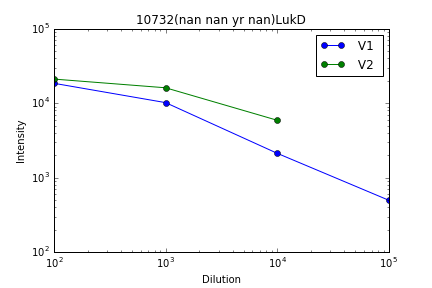 10732(nan nan yr nan)LukD
V1
V2
Intensity
10^5
10^4
10^3
10^2
10^2 10^3 10^4 10^5
Dilution